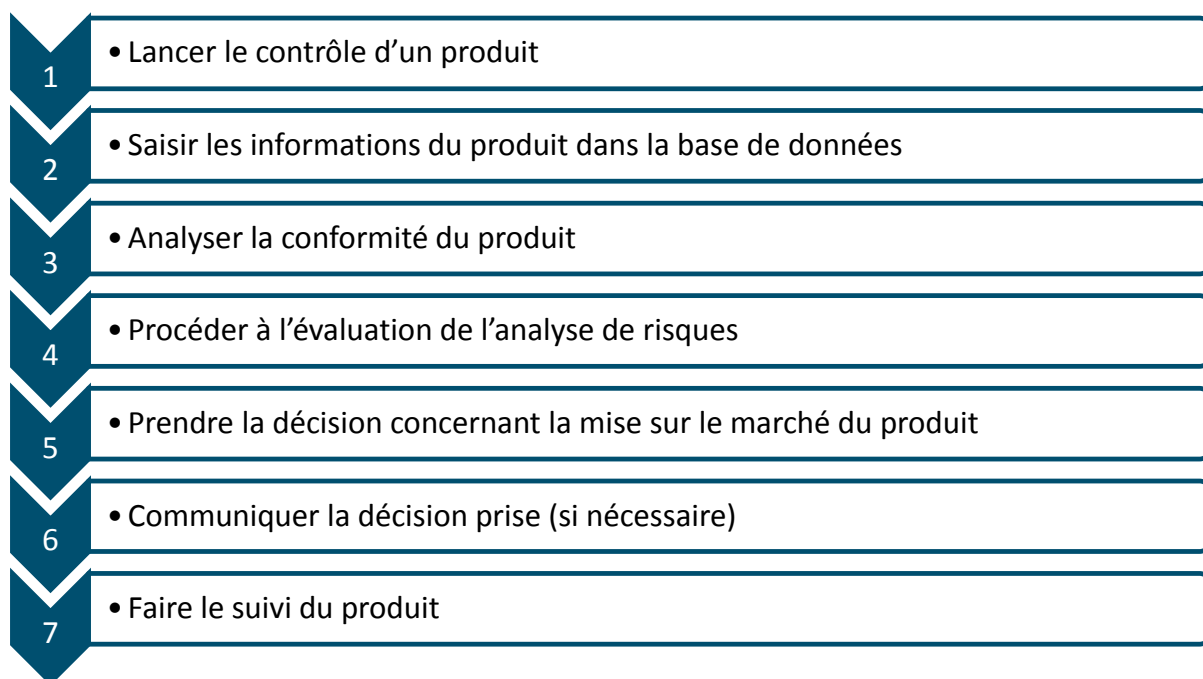 1
• Lancer le contrôle d’un produit
2
• Saisir les informations du produit dans la base de données
3
• Analyser la conformité du produit
4
• Procéder à l’évaluation de l’analyse de risques
5
• Prendre la décision concernant la mise sur le marché du produit
6
• Communiquer la décision prise (si nécessaire)
7
• Faire le suivi du produit